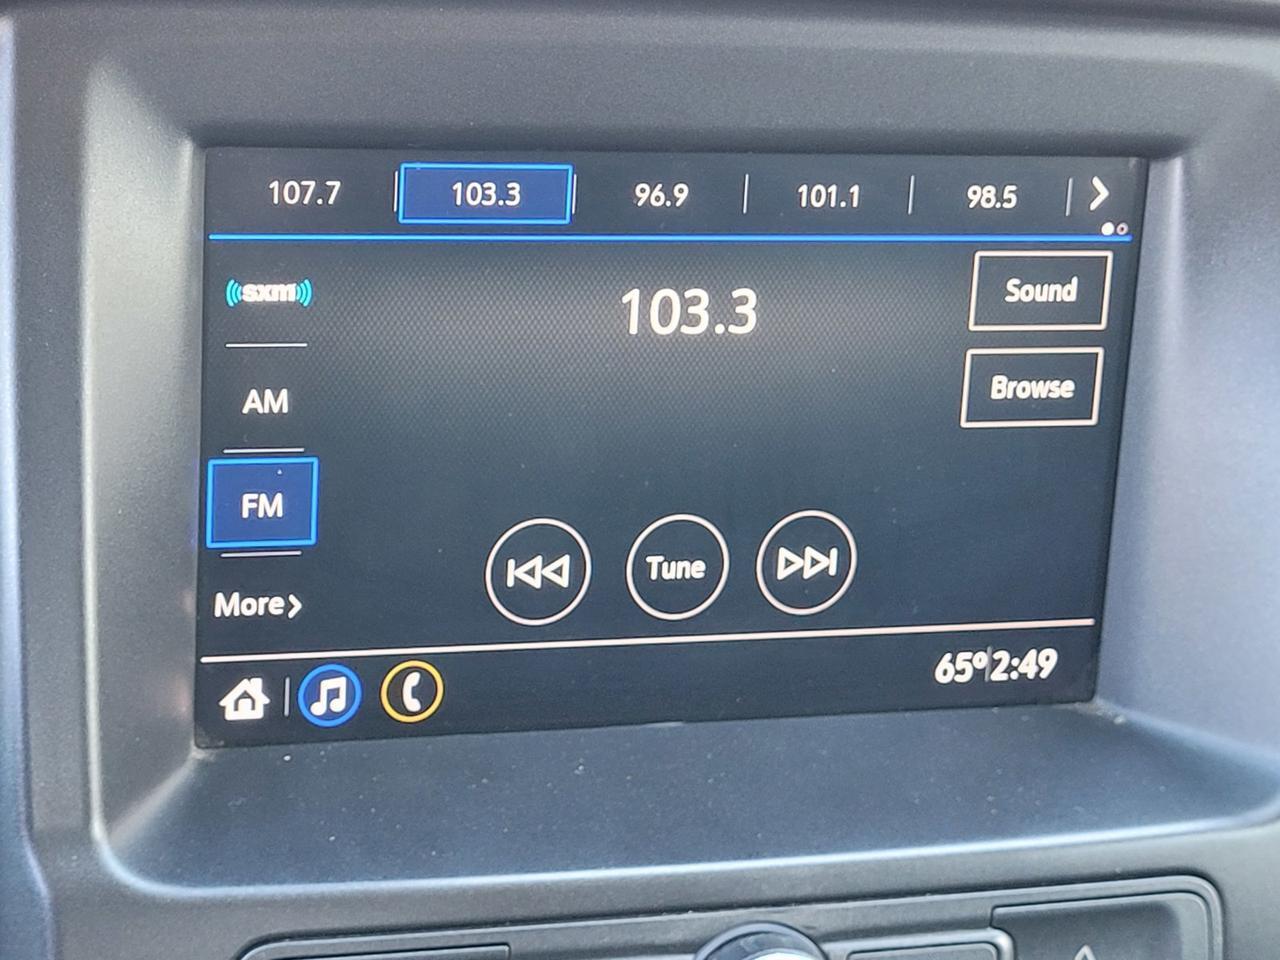 107.7 | 103.3 | 96.9 | 101.1 | 98.5
((sxm))
103.3
Sound
AM
Browse
FM
Tune
More
65° 2:49